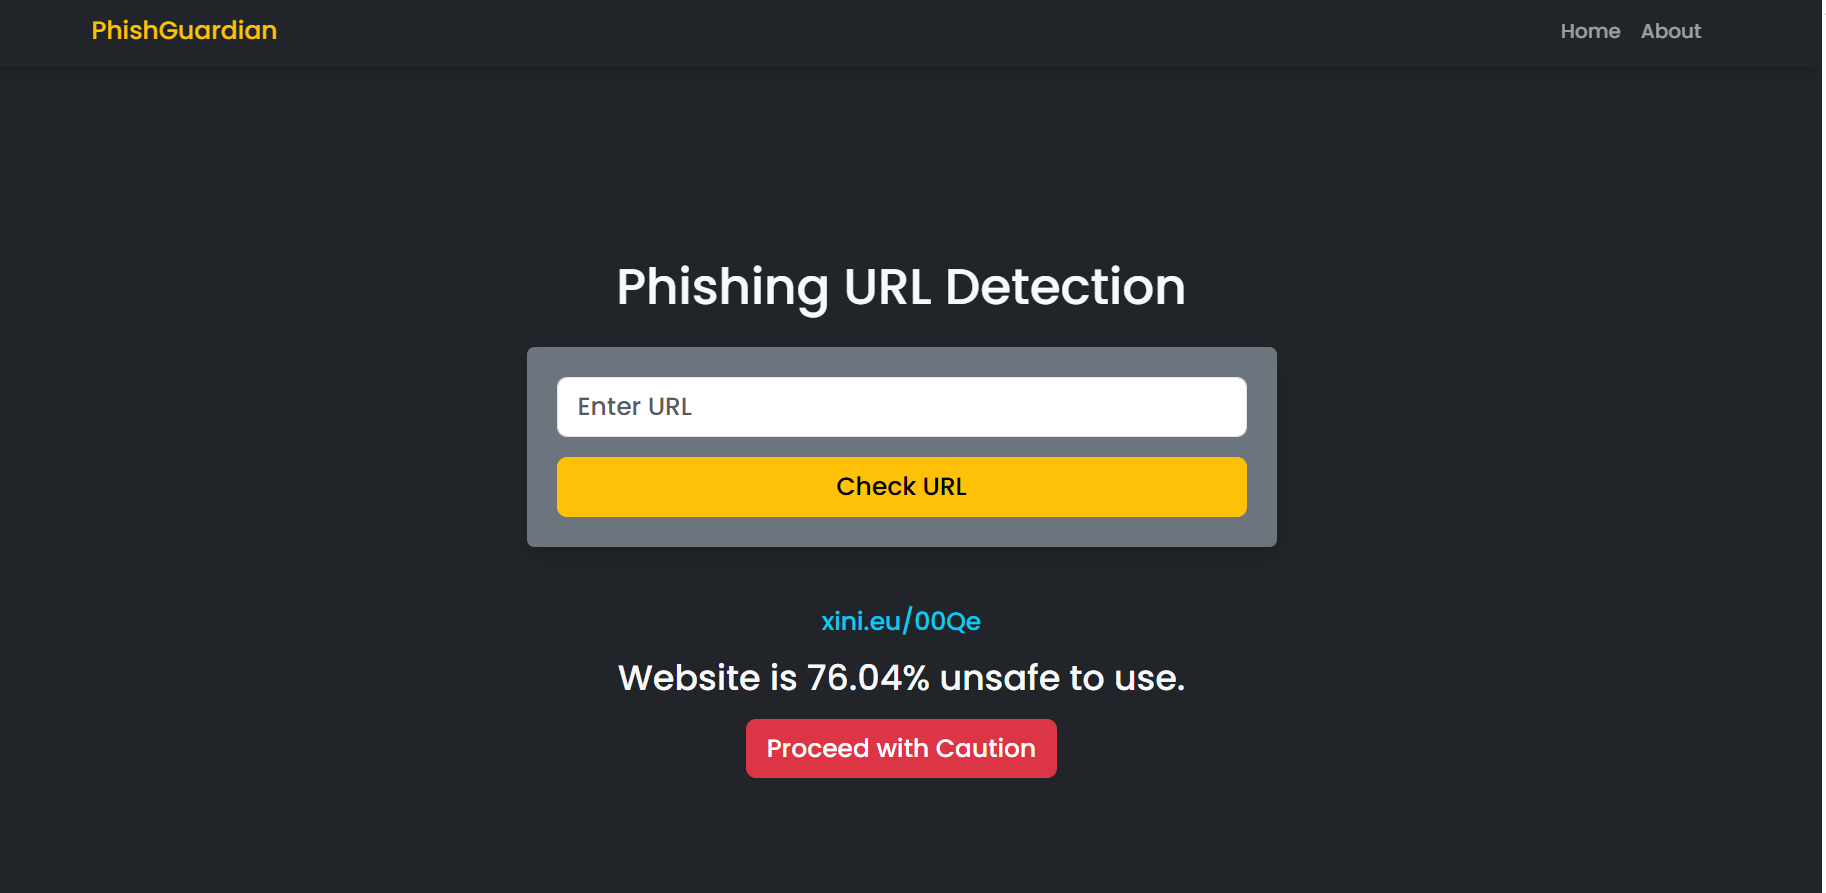 PhishGuardian
Home About
Phishing URL Detection
Enter URL
Check URL
xini.eu/00Qe
Website is 76.04% unsafe to use.
Proceed with Caution